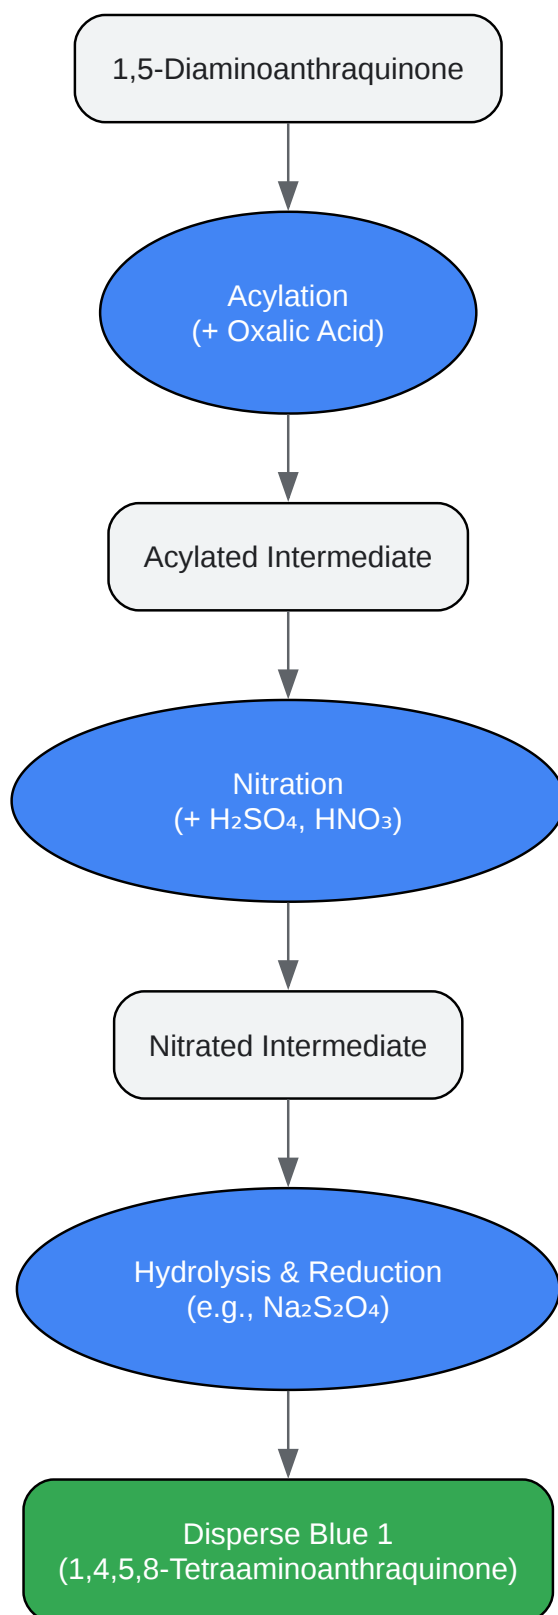 1,5-Diaminoanthraquinone
Acylation
(+ Oxalic Acid)
Acylated Intermediate
Nitration
(+ H₂SO₄, HNO₃)
Nitrated Intermediate
Hydrolysis & Reduction
(e.g., Na₂S₂O₄)
Disperse Blue 1
(1,4,5,8-Tetraaminoanthraquinone)